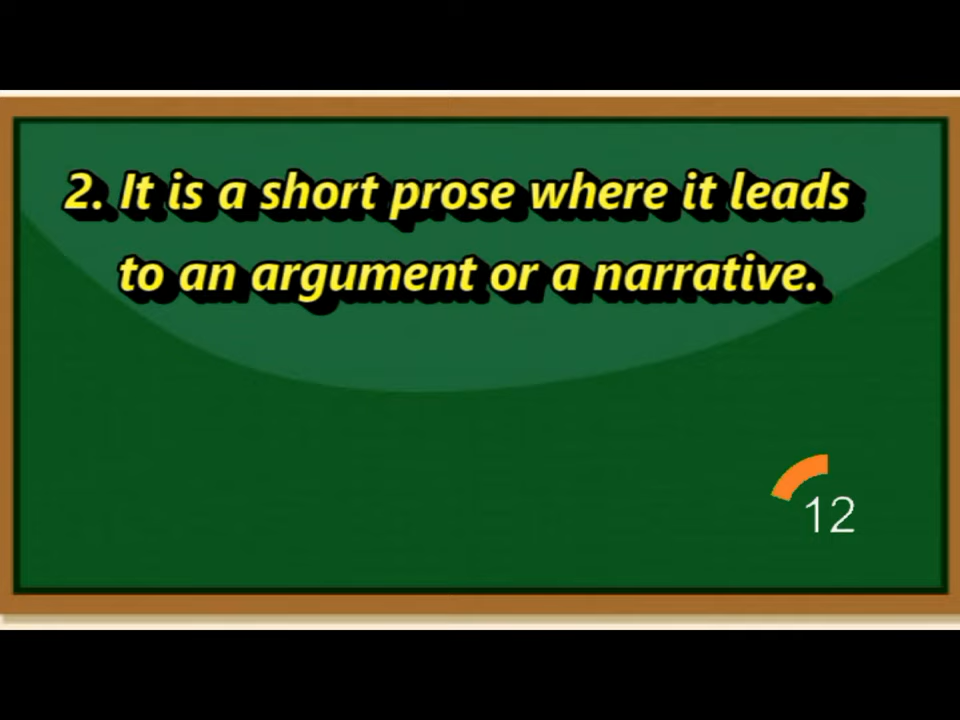 2. It is a short prose where it leads
to an argument or a narrative.
12